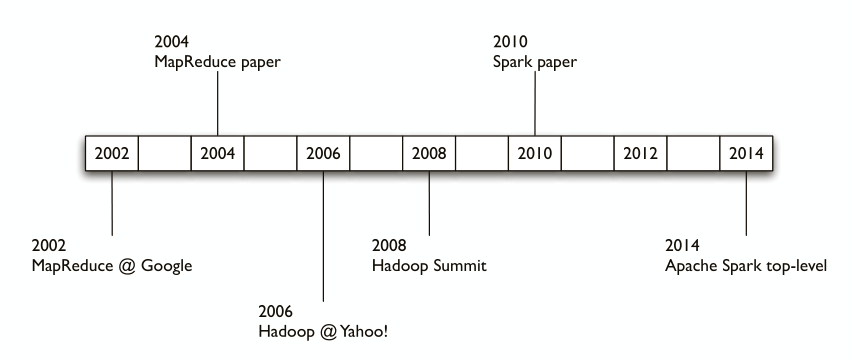 2004
MapReduce paper
2010
Spark paper
2002 2004 2006 2008 2010 2012 2014
2002
MapReduce @ Google
2008
Hadoop Summit
2014
Apache Spark top-level
2006
Hadoop @ Yahoo!